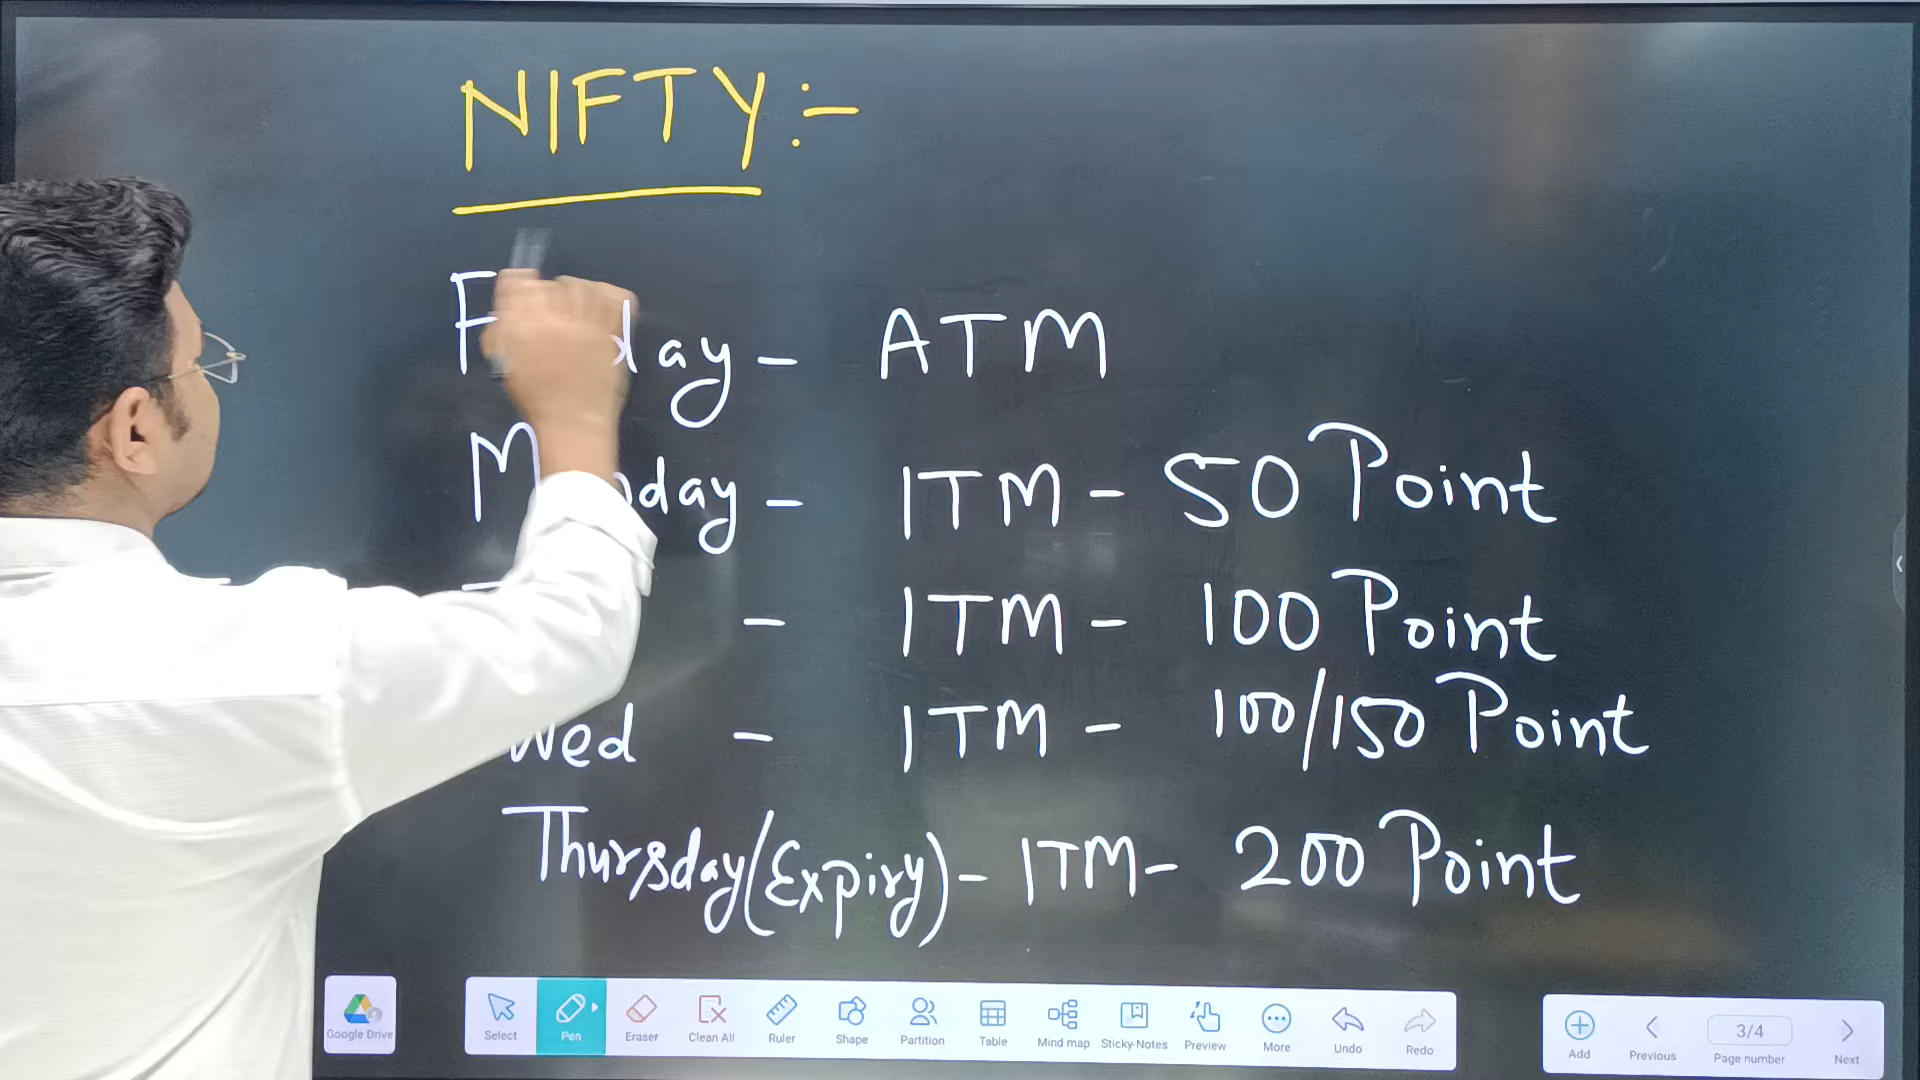 NIFTY:-
day - ATM
day - ITM - 50 Point
- ITM - 100 Point
Wed - ITM - 100/150 Point
Thursday (Expiry) - ITM - 200 Point
Google Drive
Select Pen Eraser Clean All Ruler Shape Partition Table Mind map Sticky-Notes Preview More Undo Redo
Add Previous 3/4 Page number Next